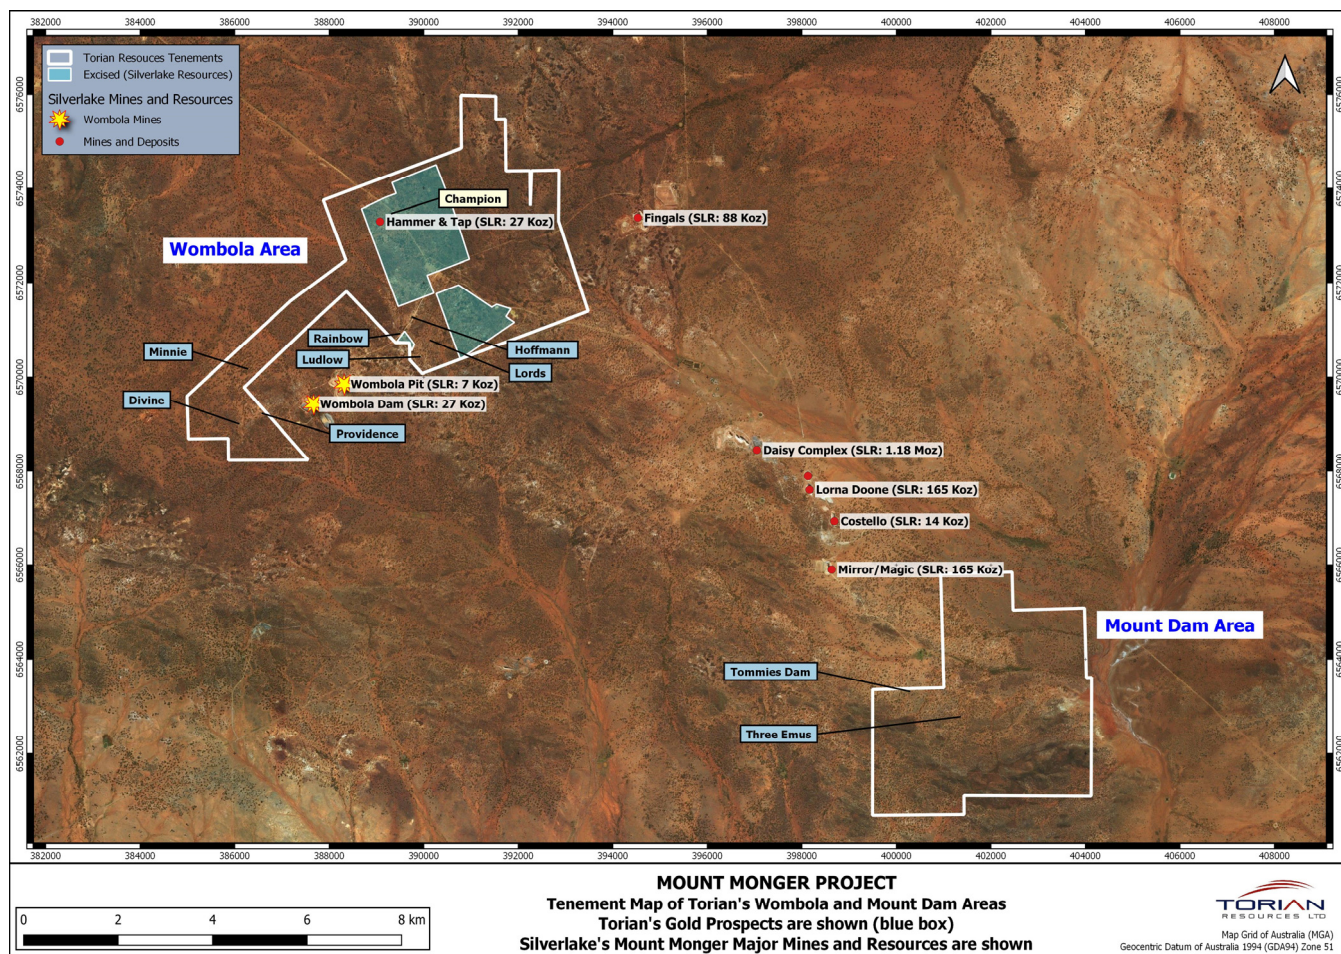 382000 384000 386000 388000 390000 392000 394000 396000 398000 400000 402000 404000 406000 408000
Torian Resouces Tenements
Excised (Silverlake Resources)
Silverlake Mines and Resources
Wombola Mines
Mines and Deposits
6576000
6576000
6574000
6574000
Champion
Hammer & Tap (SLR: 27 Koz)
Fingals (SLR: 88 Koz)
Wombola Area
6572000
6572000
Rainbow
Hoffmann
Minnie
Ludlow
Lords
6570000
6570000
Wombola Pit (SLR: 7 Koz)
Divine
Wombola Dam (SLR: 27 Koz)
Providence
Daisy Complex (SLR: 1.18 Moz)
6568000
6568000
Lorna Doone (SLR: 165 Koz)
Costello (SLR: 14 Koz)
6566000
6566000
Mirror/Magic (SLR: 165 Koz)
Mount Dam Area
6564000
6564000
Tommies Dam
Three Emus
6562000
6562000
382000 384000 386000 388000 390000 392000 394000 396000 398000 400000 402000 404000 406000 408000
0 2 4 6 8 km
MOUNT MONGER PROJECT
Tenement Map of Torian's Wombola and Mount Dam Areas
Torian's Gold Prospects are shown (blue box)
Silverlake's Mount Monger Major Mines and Resources are shown
TORIAN
RESOURCES LTD
Map Grid of Australia (MGA)
Geocentric Datum of Australia 1994 (GDA94) Zone 51